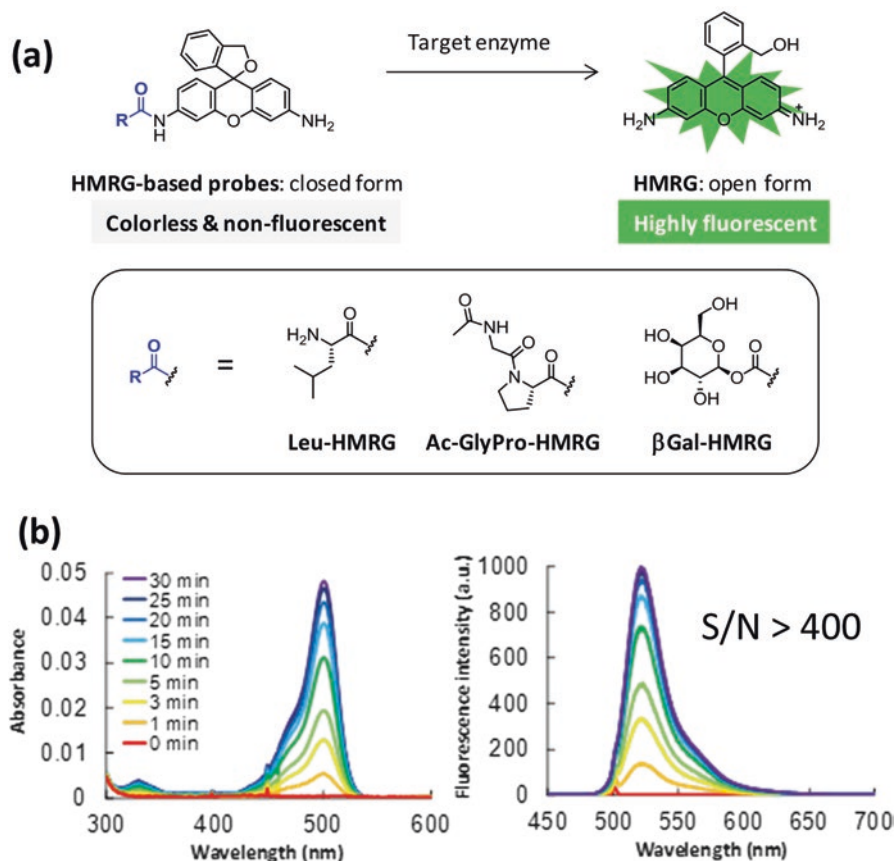 (a)
Target enzyme
O
O
R
N
H
O
NH₂
OH
H₂N
O
+
NH₂
HMRG-based probes: closed form
Colorless & non-fluorescent
HMRG: open form
Highly fluorescent
O
R
=
H₂N
O
Leu-HMRG
O
NH
O
N
O
Ac-GlyPro-HMRG
OH
HO
O
O
HO
O
OH
βGal-HMRG
(b)
Absorbance
0.05
0.04
0.03
0.02
0.01
0
30 min
25 min
20 min
15 min
10 min
5 min
3 min
1 min
0 min
300 400 500 600
Wavelength (nm)
Fluorescence intensity (a.u.)
1000
800
600
400
200
0
S/N > 400
450 500 550 600 650 700
Wavelength (nm)